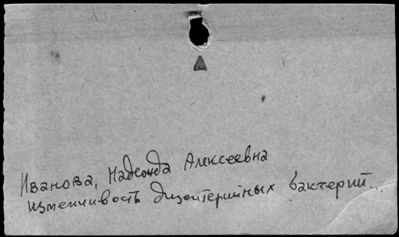 Иванова, Надежда Алексеевна
Изменчивость дизентерийных бактерий.